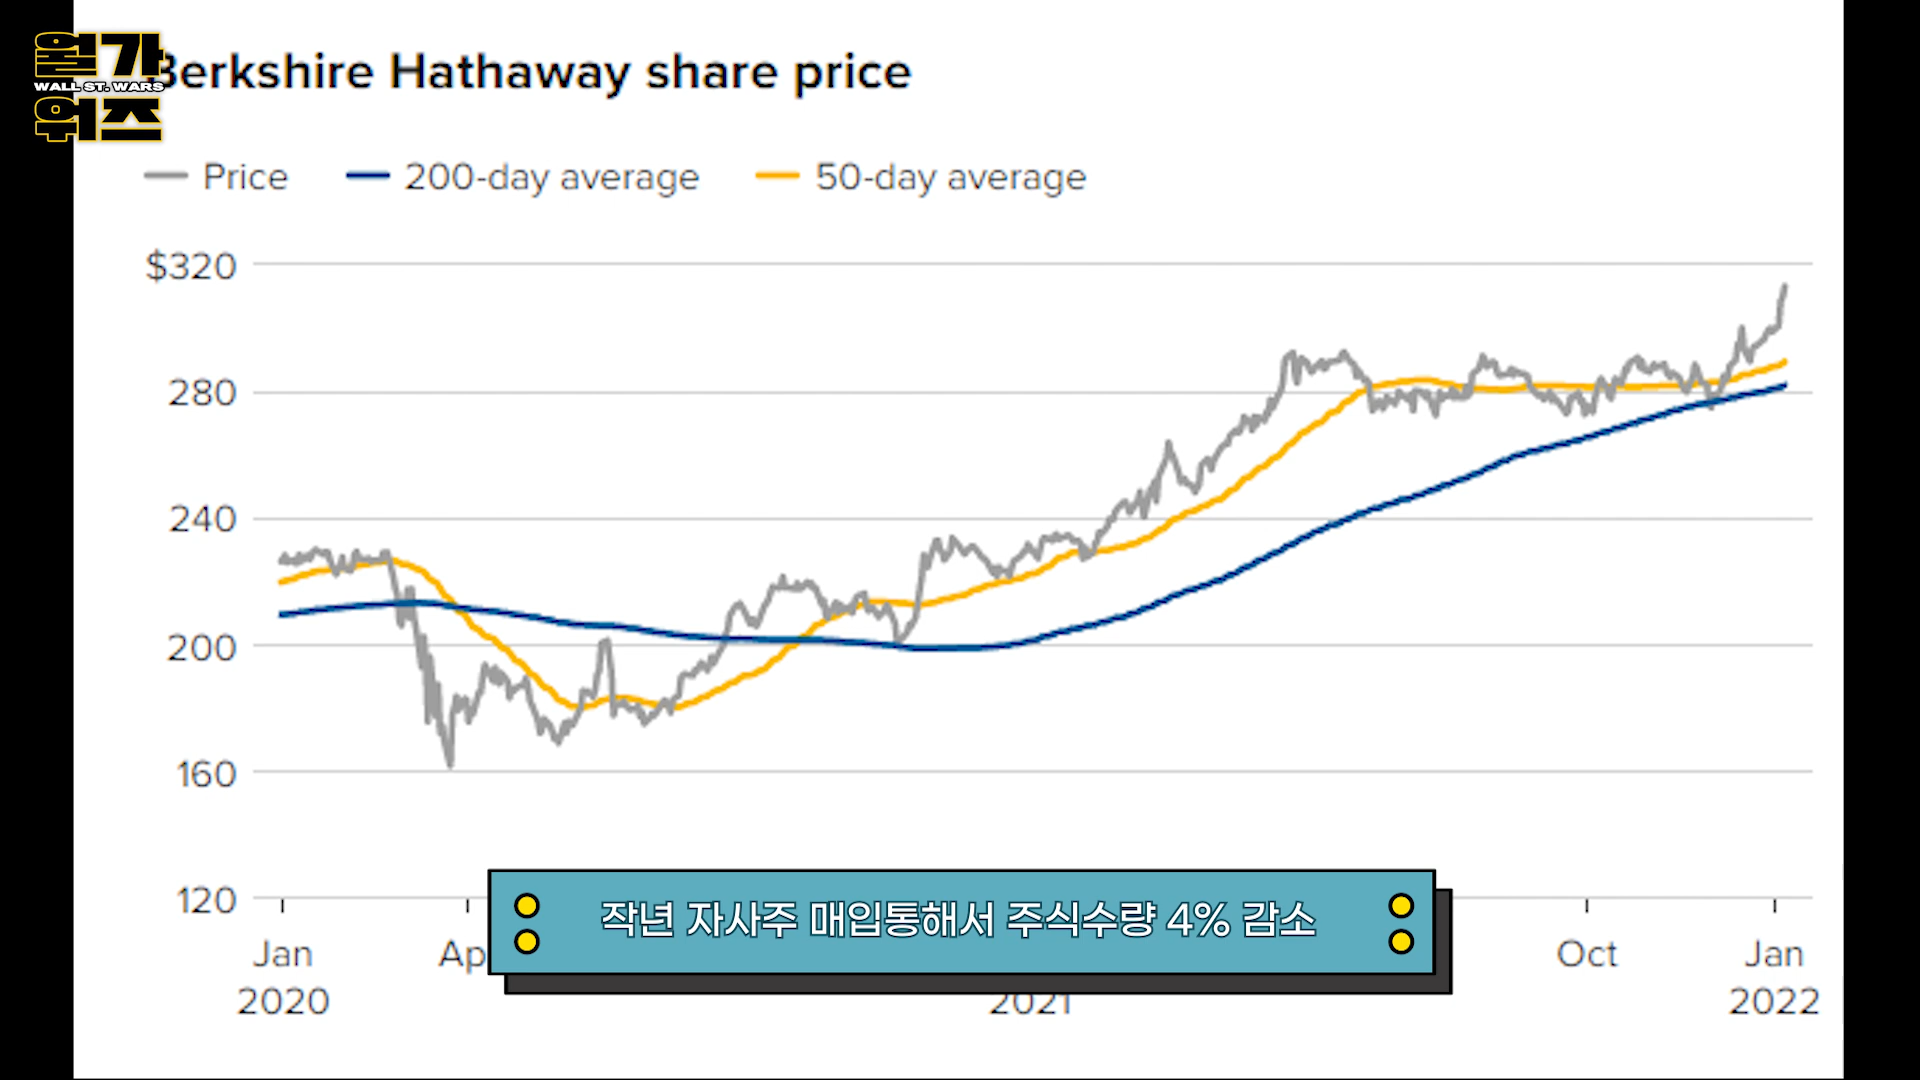 월가
WALL ST. WARS
워즈
Berkshire Hathaway share price
Price 200-day average 50-day average
$320
280
240
200
160
120
작년 자사주 매입통해서 주식수량 4% 감소
Jan Ap Oct Jan
2020 2021 2022